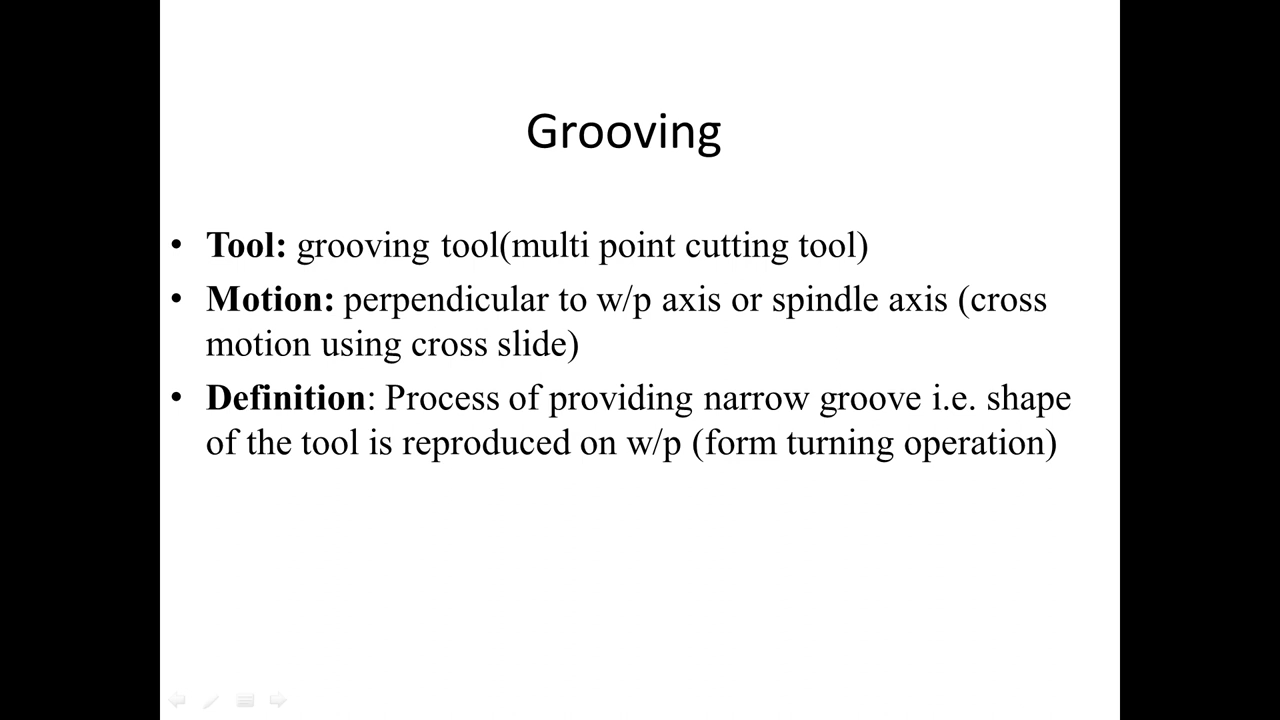 Grooving
• Tool: grooving tool(multi point cutting tool)
• Motion: perpendicular to w/p axis or spindle axis (cross
motion using cross slide)
• Definition: Process of providing narrow groove i.e. shape
of the tool is reproduced on w/p (form turning operation)